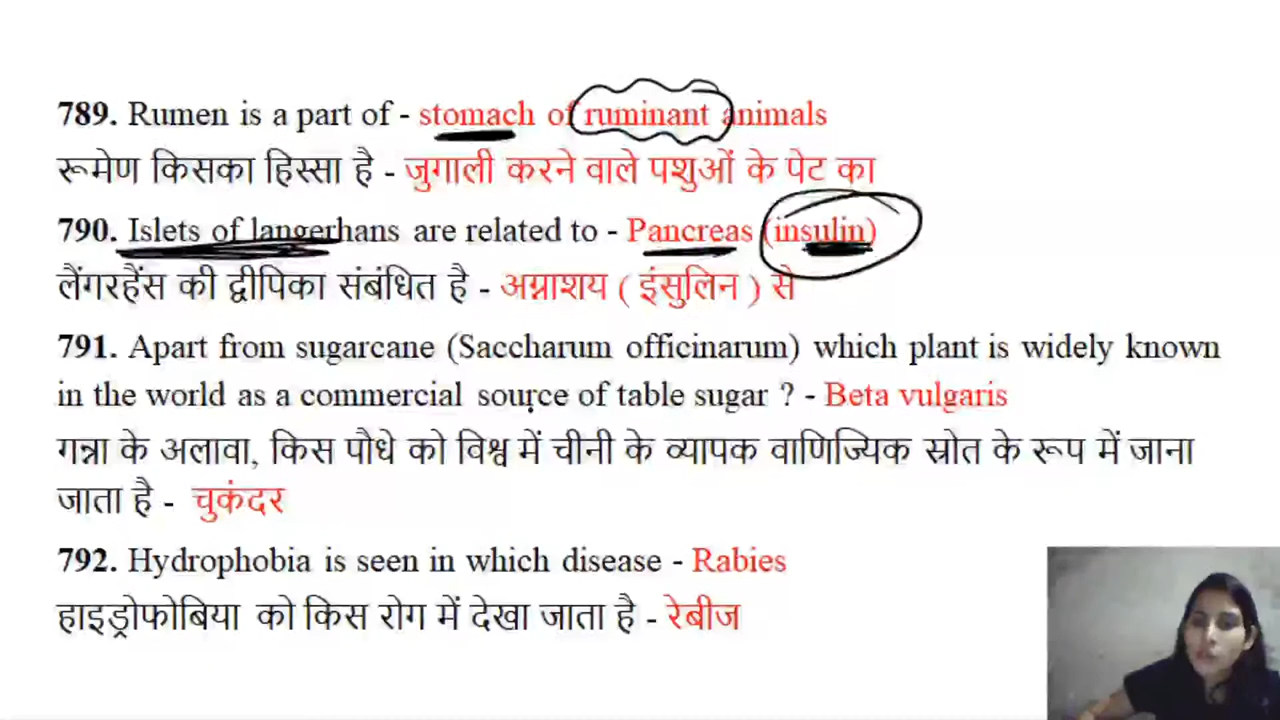 789. Rumen is a part of - stomach of ruminant animals
रूमेण किसका हिस्सा है - जुगाली करने वाले पशुओं के पेट का
790. Islets of langerhans are related to - Pancreas (insulin)
लैंगरहैंस की द्वीपिका संबंधित है - अग्नाशय ( इंसुलिन ) से
791. Apart from sugarcane (Saccharum officinarum) which plant is widely known
in the world as a commercial source of table sugar ? - Beta vulgaris
गन्ना के अलावा, किस पौधे को विश्व में चीनी के व्यापक वाणिज्यिक स्रोत के रूप में जाना
जाता है - चुकंदर
792. Hydrophobia is seen in which disease - Rabies
हाइड्रोफोबिया को किस रोग में देखा जाता है - रेबीज